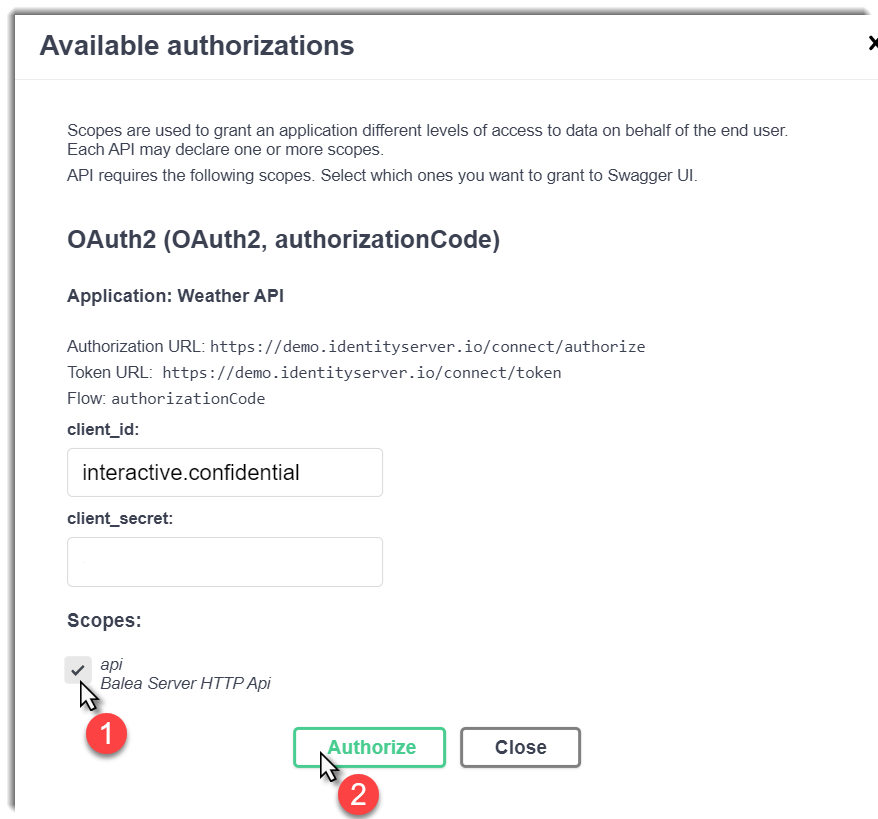 Available authorizations
Scopes are used to grant an application different levels of access to data on behalf of the end user.
Each API may declare one or more scopes.
API requires the following scopes. Select which ones you want to grant to Swagger UI.
OAuth2 (OAuth2, authorizationCode)
Application: Weather API
Authorization URL: https://demo.identityserver.io/connect/authorize
Token URL: https://demo.identityserver.io/connect/token
Flow: authorizationCode
client_id:
interactive.confidential
client_secret:
Scopes:
api
Balea Server HTTP Api
1
Authorize Close
2